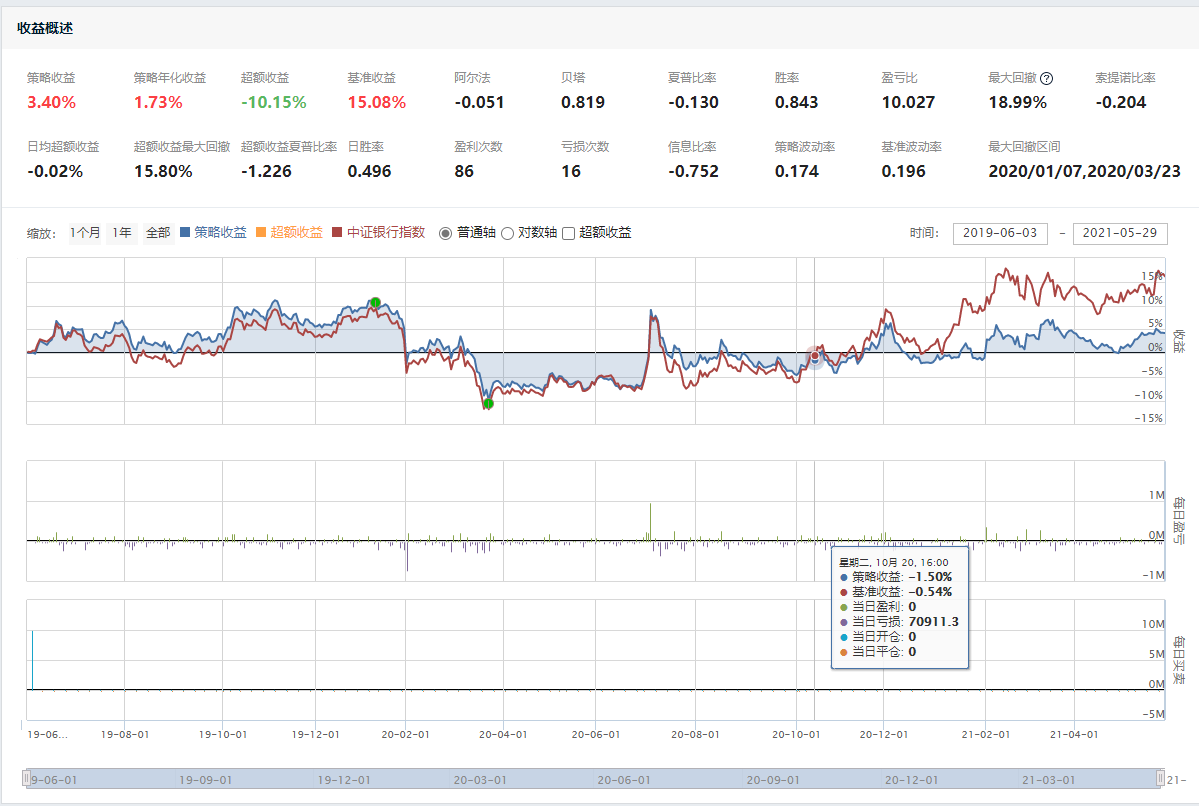 收益概述
策略收益 策略年化收益 超额收益 基准收益 阿尔法 贝塔 夏普比率 胜率 盈亏比 最大回撤 ? 索提诺比率
3.40% 1.73% -10.15% 15.08% -0.051 0.819 -0.130 0.843 10.027 18.99% -0.204
日均超额收益 超额收益最大回撤 超额收益夏普比率 日胜率 盈利次数 亏损次数 信息比率 策略波动率 基准波动率 最大回撤区间
-0.02% 15.80% -1.226 0.496 86 16 -0.752 0.174 0.196 2020/01/07,2020/03/23
缩放: 1个月 1年 全部 策略收益 超额收益 中证银行指数 普通轴 对数轴 超额收益 时间: 2019-06-03 - 2021-05-29
15%
10%
5%
0%
-5%
-10%
-15%
收益
1M
0M
-1M
每日盈亏
星期二, 10月 20, 16:00
策略收益: -1.50%
基准收益: -0.54%
当日盈利: 0
当日亏损: 70911.3
当日开仓: 0
当日平仓: 0
10M
5M
0M
-5M
每日买卖
19-06... 19-08-01 19-10-01 19-12-01 20-02-01 20-04-01 20-06-01 20-08-01 20-10-01 20-12-01 21-02-01 21-04-01
9-06-01 19-09-01 19-12-01 20-03-01 20-06-01 20-09-01 20-12-01 21-03-01 21-